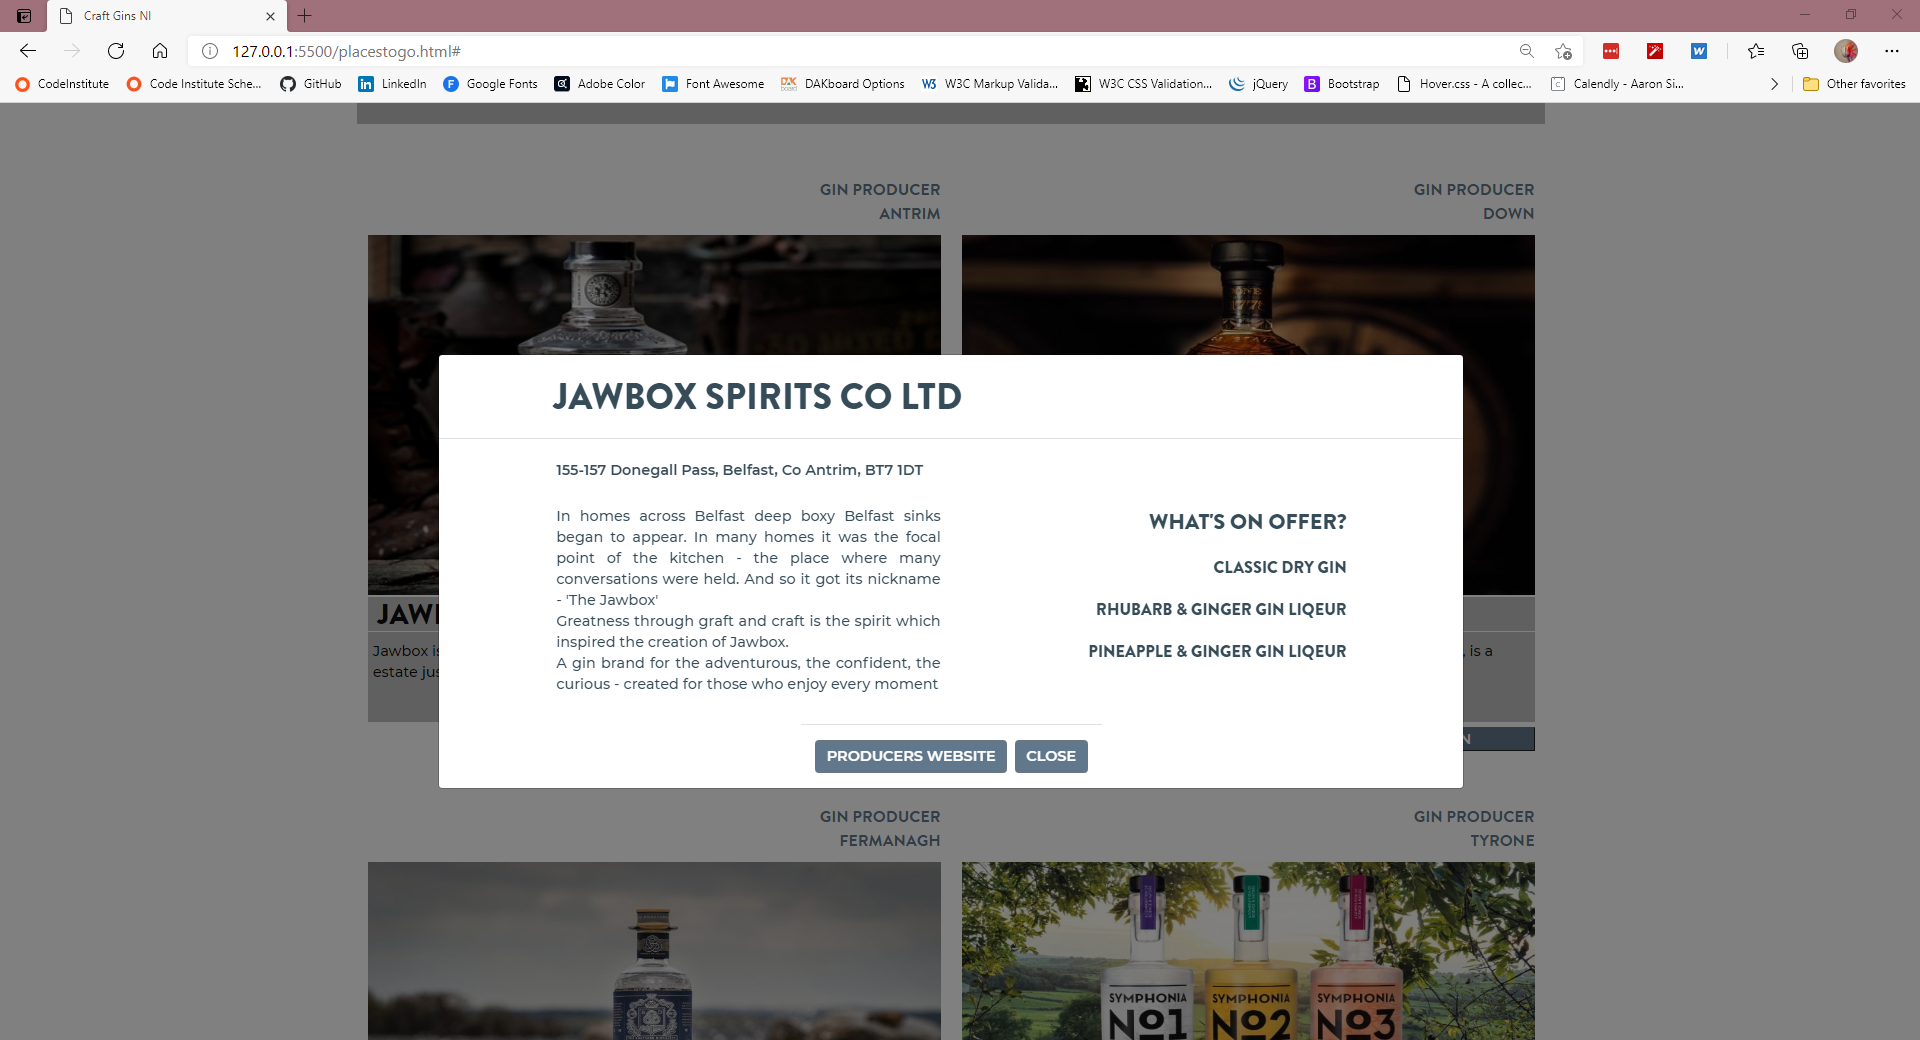 Craft Gins NI
127.0.0.1:5500/placestogo.html#
CodeInstitute
Code Institute Sche...
GitHub
LinkedIn
Google Fonts
Adobe Color
Font Awesome
DAKboard Options
W3C Markup Valida...
W3C CSS Validation...
jQuery
Bootstrap
Hover.css - A collec...
Calendly - Aaron Si...
Other favorites
GIN PRODUCER
ANTRIM
GIN PRODUCER
DOWN
JAWBOX SPIRITS CO LTD
155-157 Donegall Pass, Belfast, Co Antrim, BT7 1DT
In homes across Belfast deep boxy Belfast sinks
began to appear. In many homes it was the focal
point of the kitchen - the place where many
conversations were held. And so it got its nickname
- 'The Jawbox'
Greatness through graft and craft is the spirit which
inspired the creation of Jawbox.
A gin brand for the adventurous, the confident, the
curious - created for those who enjoy every moment
WHAT'S ON OFFER?
CLASSIC DRY GIN
RHUBARB & GINGER GIN LIQEUR
PINEAPPLE & GINGER GIN LIQEUR
PRODUCERS WEBSITE
CLOSE
JAW
Jawbox is
estate jus
, is a
N
GIN PRODUCER
FERMANAGH
GIN PRODUCER
TYRONE
SYMPHONIA
No1
SYMPHONIA
No2
SYMPHONIA
No3